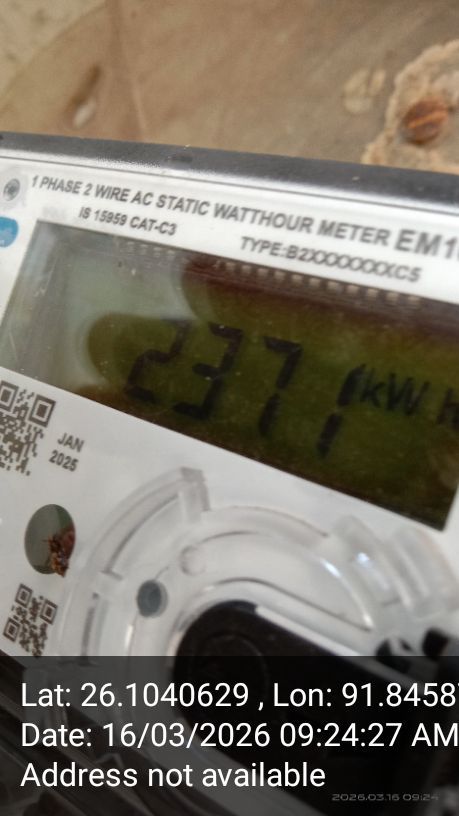 1 PHASE 2 WIRE AC STATIC WATTHOUR METER EM1
IS 15959 CAT-C3
TYPE:B2XXXXXXXC5
2371 kW H
JAN
2025
Lat: 26.1040629 , Lon: 91.8458
Date: 16/03/2026 09:24:27 AM
Address not available
2026.03.16 09:24